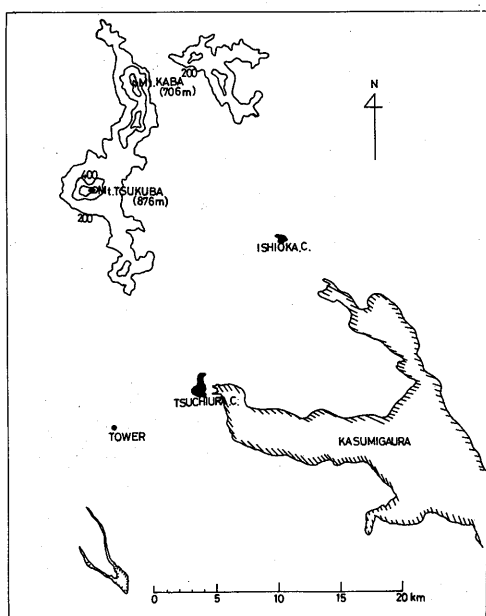 200
Mt. KABA
(706m)
N
600
Mt. TSUKUBA
(876m)
200
ISHIOKA C.
TSUCHIURA C.
TOWER
KASUMIGAURA
0 5 10 15 20 km